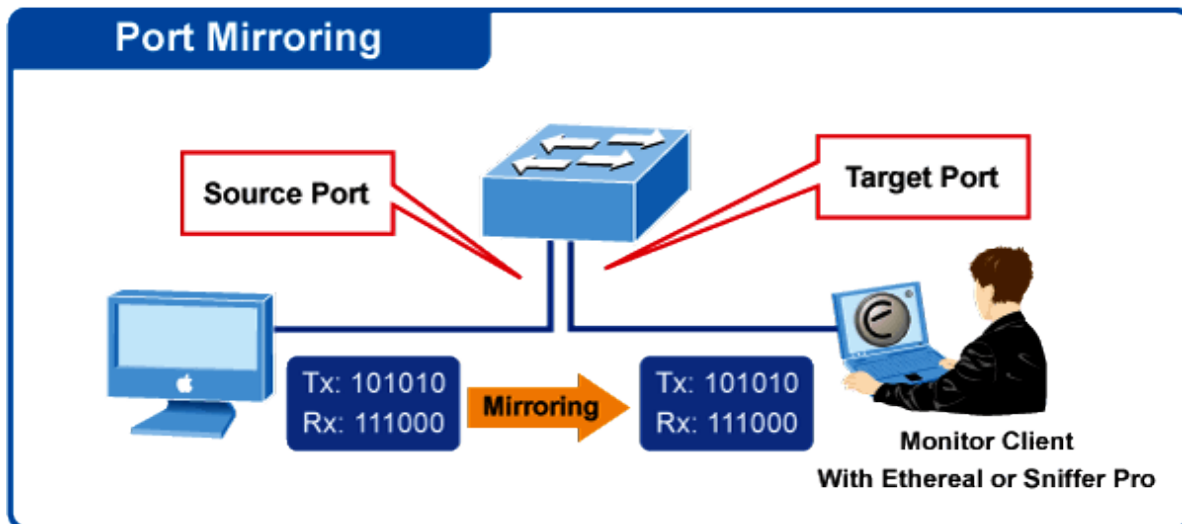 Port Mirroring
Source Port
Target Port
Tx: 101010
Rx: 111000
Mirroring
Tx: 101010
Rx: 111000
Monitor Client
With Ethereal or Sniffer Pro